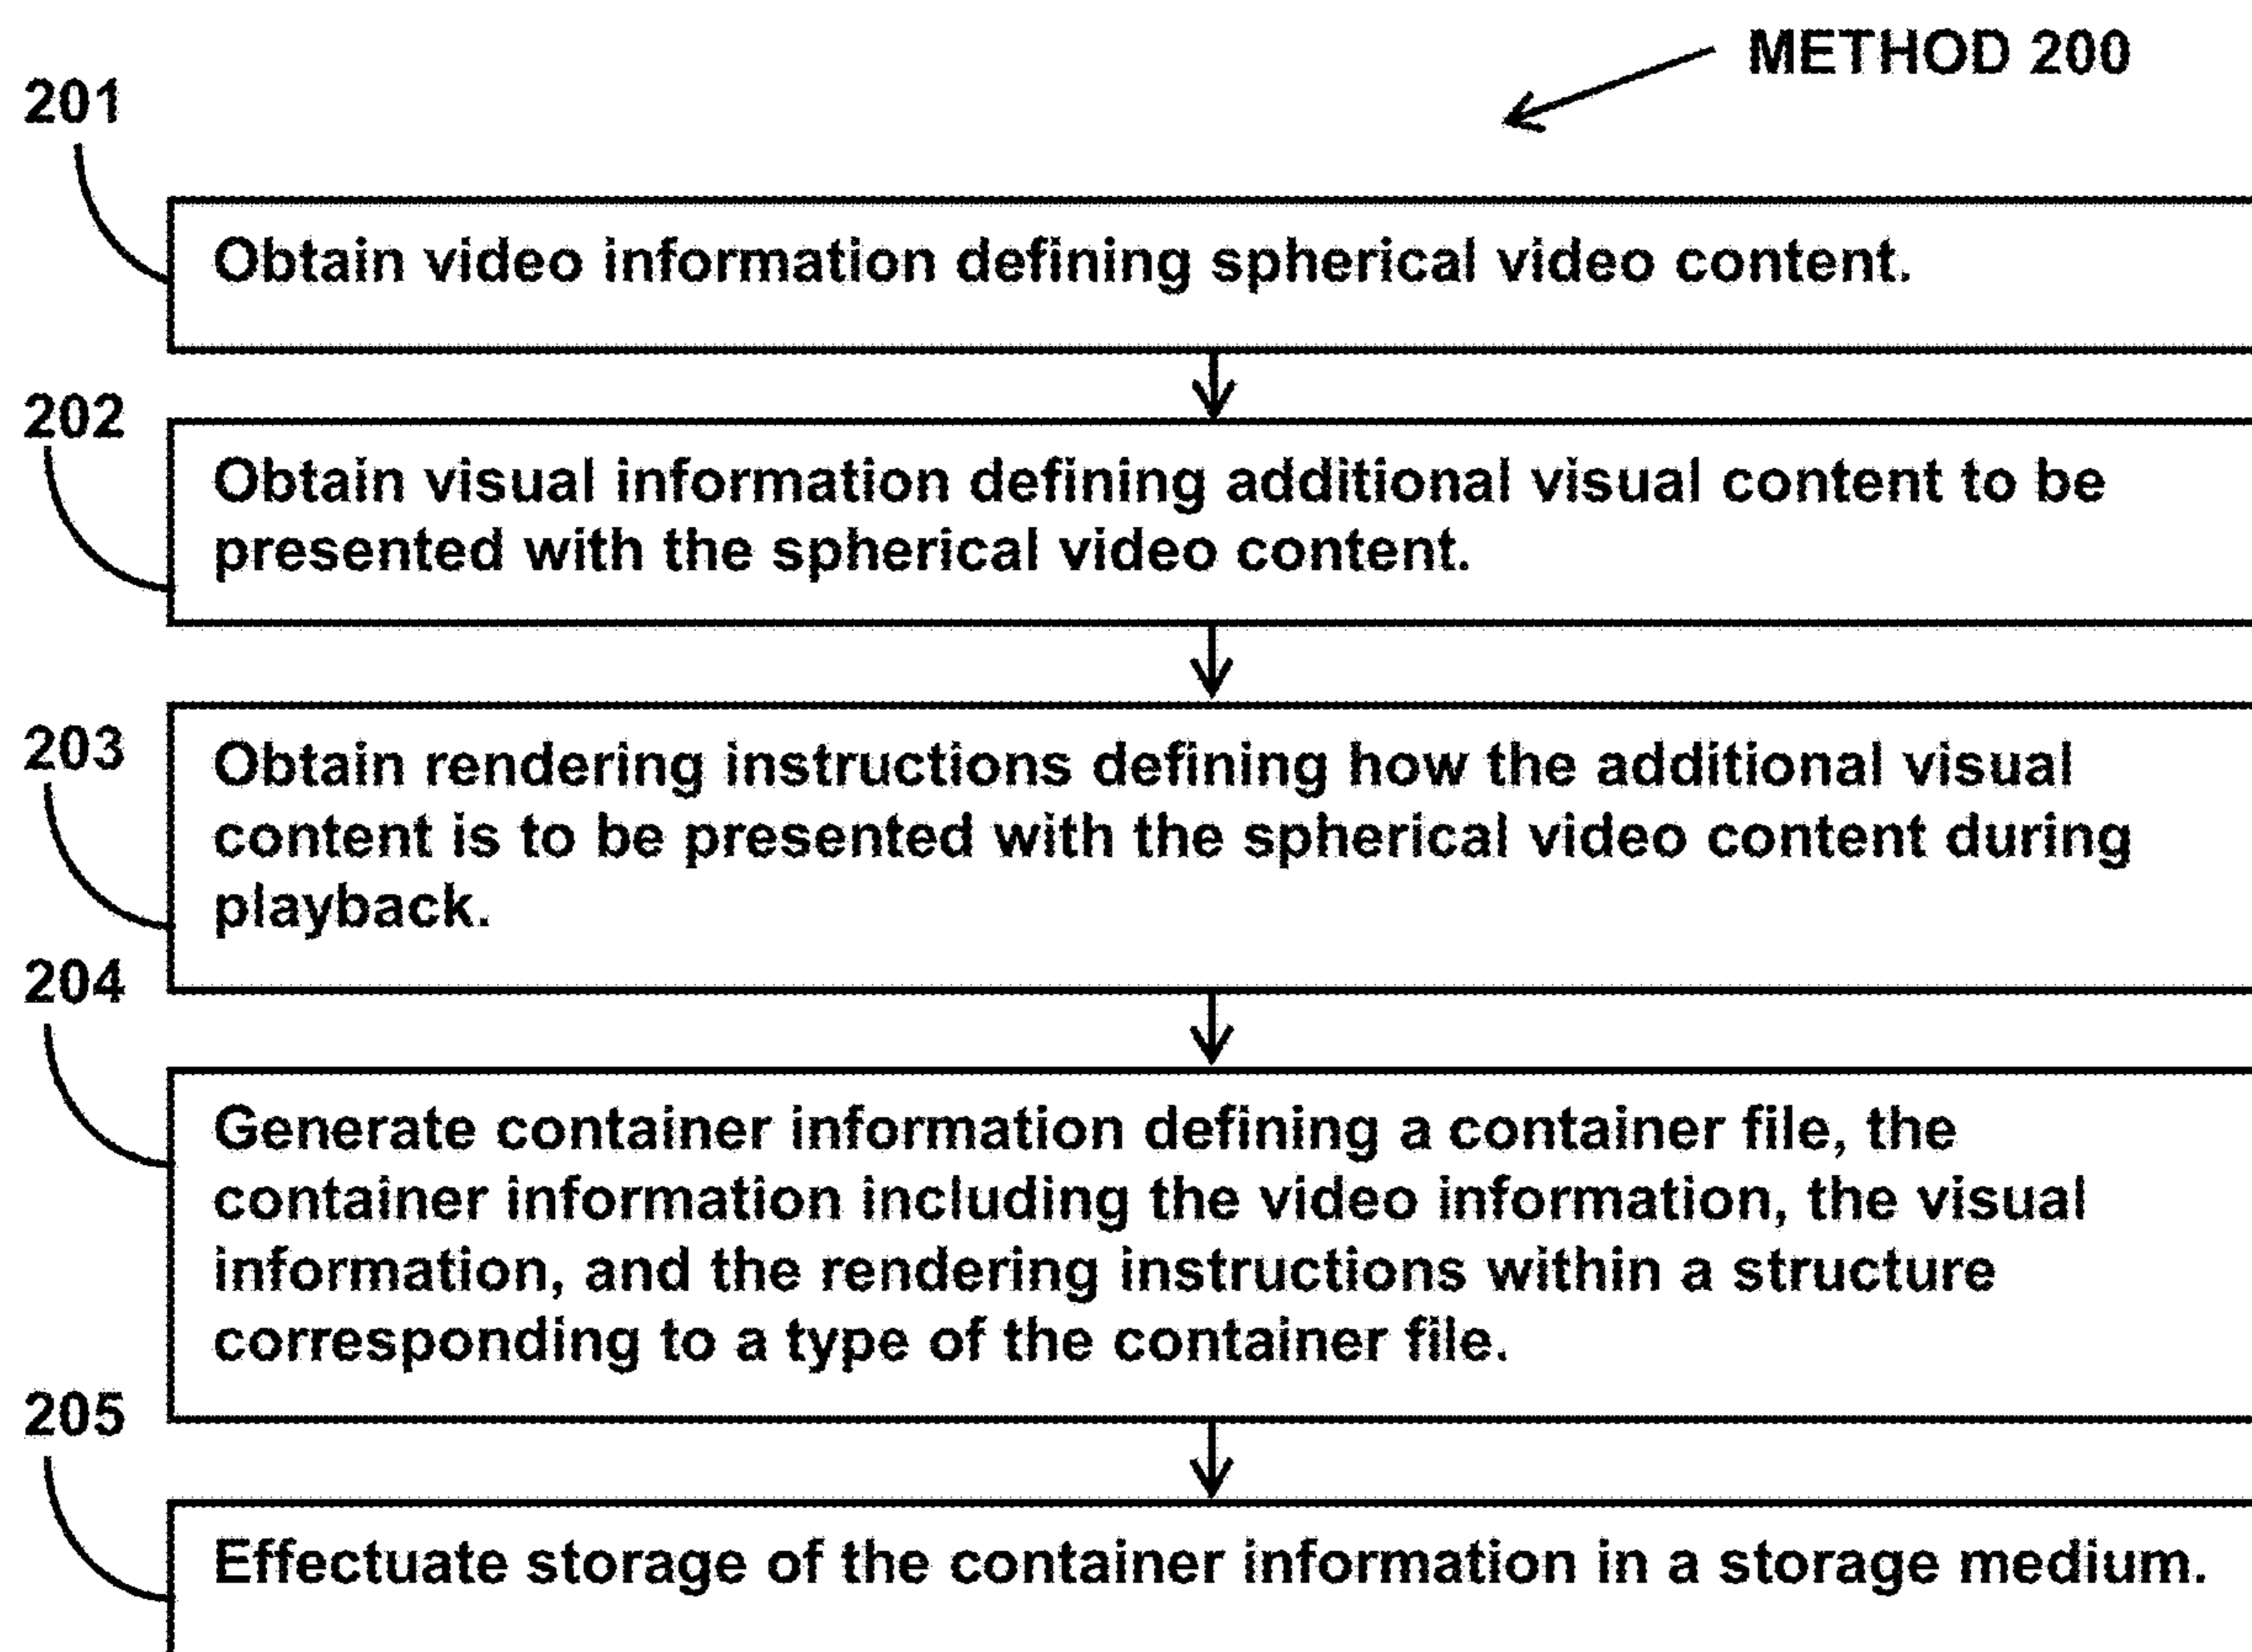 METHOD 200
201
Obtain video information defining spherical video content.
202
Obtain visual information defining additional visual content to be
presented with the spherical video content.
203
Obtain rendering instructions defining how the additional visual
content is to be presented with the spherical video content during
playback.
204
Generate container information defining a container file, the
container information including the video information, the visual
information, and the rendering instructions within a structure
corresponding to a type of the container file.
205
Effectuate storage of the container information in a storage medium.